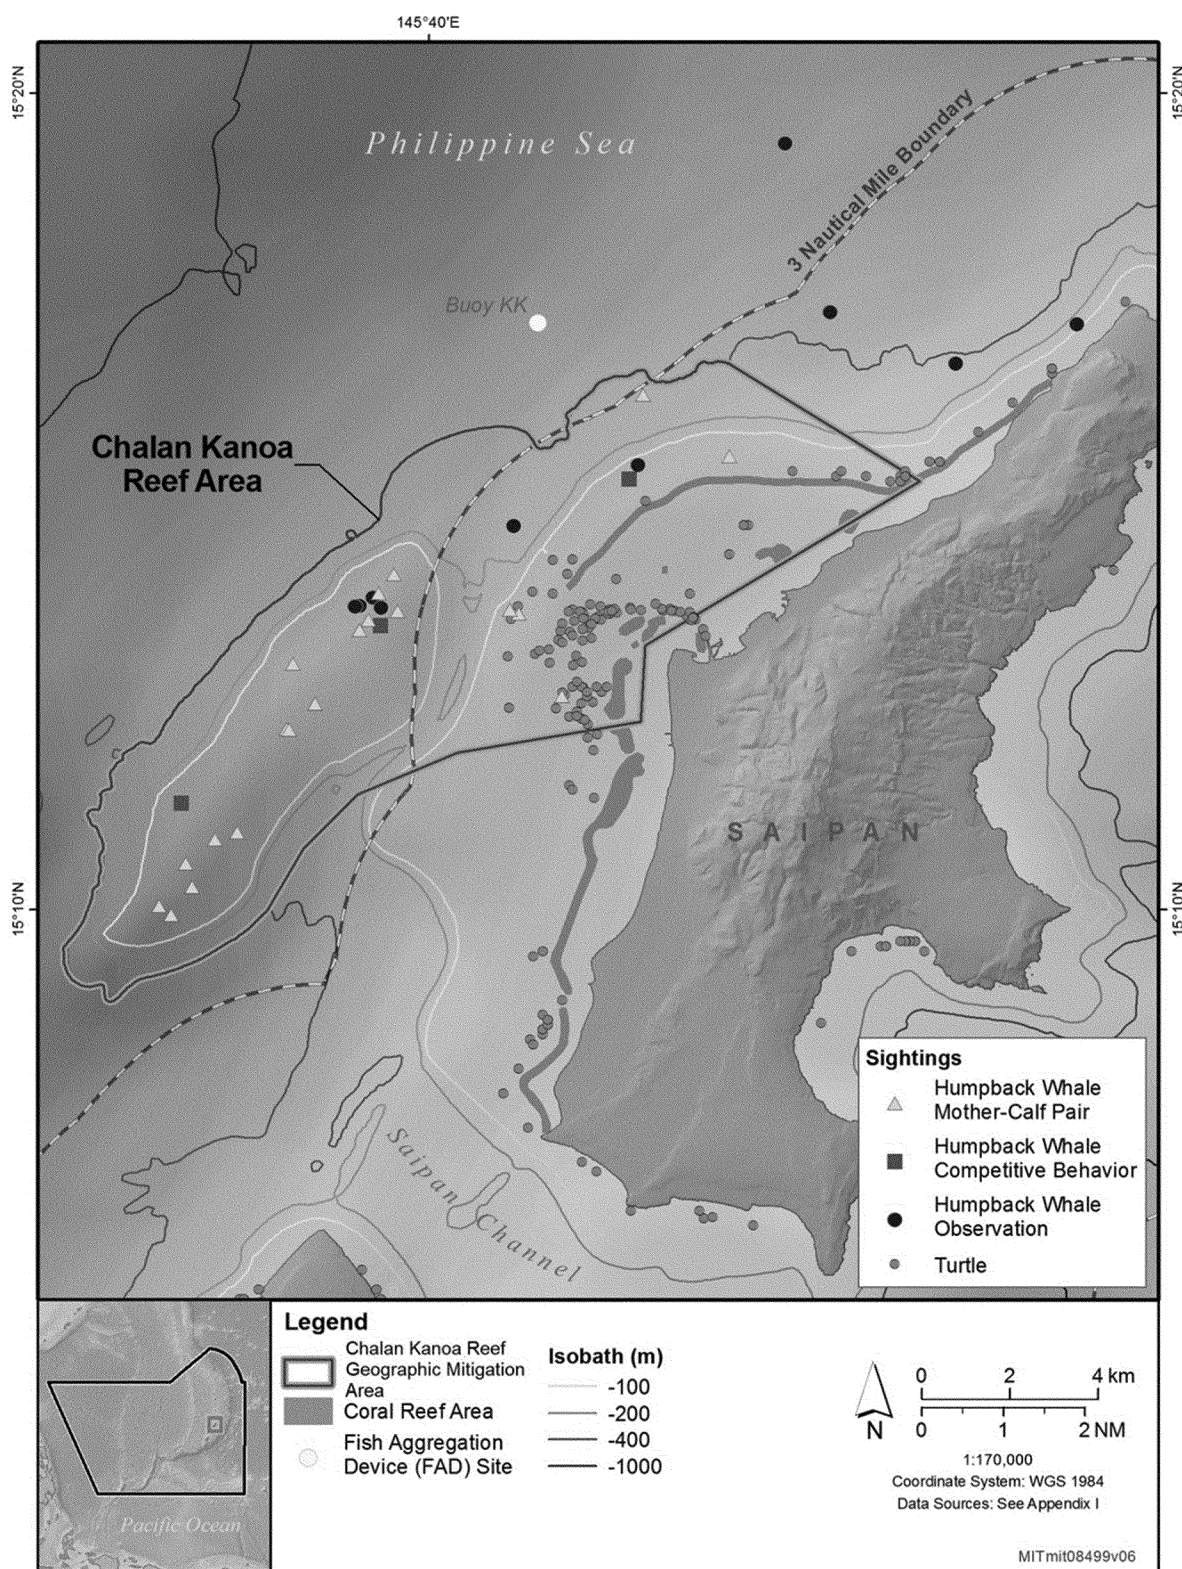 145°40'E
15°20'N
15°20'N
Philippine Sea
3 Nautical Mile Boundary
Buoy KK
Chalan Kanoa
Reef Area
SAIPAN
15°10'N
15°10'N
Saipan Channel
Sightings
Humpback Whale
Mother-Calf Pair
Humpback Whale
Competitive Behavior
Humpback Whale
Observation
Turtle
Pacific Ocean
Legend
Chalan Kanoa Reef
Geographic Mitigation
Area
Coral Reef Area
Fish Aggregation
Device (FAD) Site
Isobath (m)
-100
-200
-400
-1000
N
0 2 4 km
0 1 2 NM
1:170,000
Coordinate System: WGS 1984
Data Sources: See Appendix I
MITmit08499v06